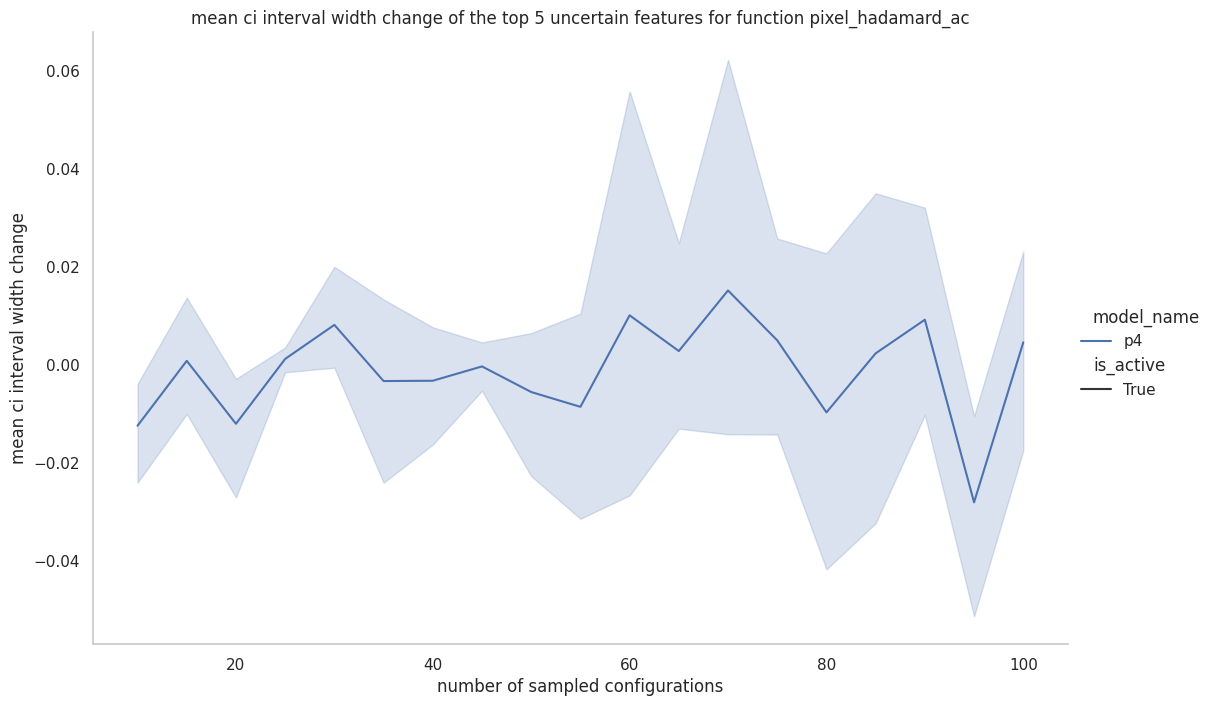 mean ci interval width change of the top 5 uncertain features for function pixel_hadamard_ac
mean ci interval width change
0.06
0.04
0.02
0.00
−0.02
−0.04
20
40
60
80
100
number of sampled configurations
model_name
p4
is_active
True